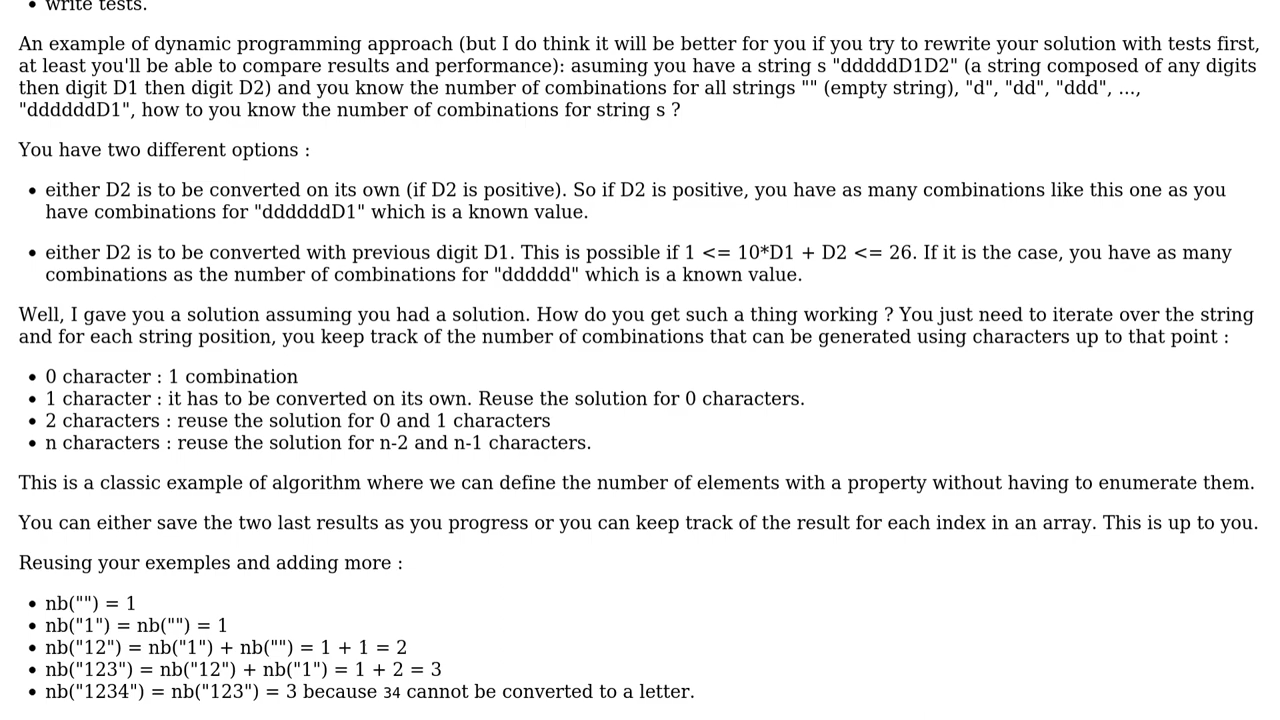 • write tests.
An example of dynamic programming approach (but I do think it will be better for you if you try to rewrite your solution with tests first,
at least you'll be able to compare results and performance): asuming you have a string s "dddddD1D2" (a string composed of any digits
then digit D1 then digit D2) and you know the number of combinations for all strings "" (empty string), "d", "dd", "ddd", ...,
"ddddddD1", how to you know the number of combinations for string s ?
You have two different options :
• either D2 is to be converted on its own (if D2 is positive). So if D2 is positive, you have as many combinations like this one as you
have combinations for "ddddddD1" which is a known value.
• either D2 is to be converted with previous digit D1. This is possible if 1 <= 10*D1 + D2 <= 26. If it is the case, you have as many
combinations as the number of combinations for "dddddd" which is a known value.
Well, I gave you a solution assuming you had a solution. How do you get such a thing working ? You just need to iterate over the string
and for each string position, you keep track of the number of combinations that can be generated using characters up to that point :
• 0 character : 1 combination
• 1 character : it has to be converted on its own. Reuse the solution for 0 characters.
• 2 characters : reuse the solution for 0 and 1 characters
• n characters : reuse the solution for n-2 and n-1 characters.
This is a classic example of algorithm where we can define the number of elements with a property without having to enumerate them.
You can either save the two last results as you progress or you can keep track of the result for each index in an array. This is up to you.
Reusing your exemples and adding more :
• nb("") = 1
• nb("1") = nb("") = 1
• nb("12") = nb("1") + nb("") = 1 + 1 = 2
• nb("123") = nb("12") + nb("1") = 1 + 2 = 3
• nb("1234") = nb("123") = 3 because 34 cannot be converted to a letter.